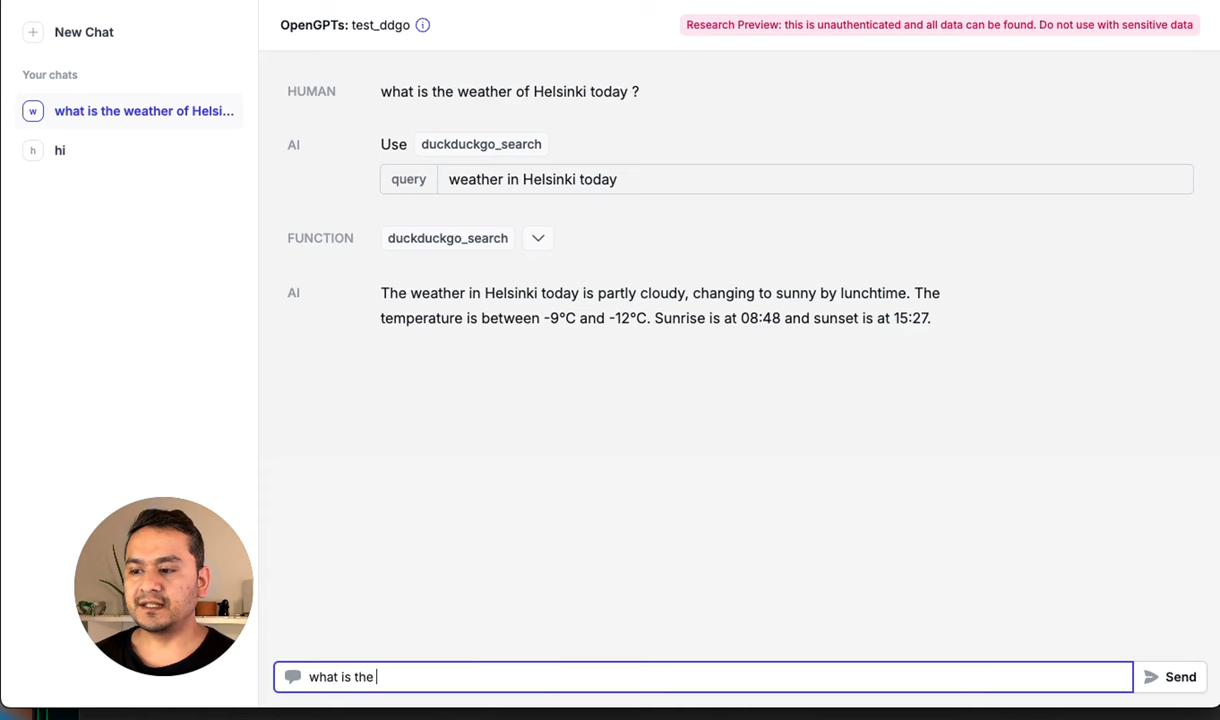 New Chat
Your chats
w what is the weather of Helsi...
h hi
OpenGPTs: test_ddgo
Research Preview: this is unauthenticated and all data can be found. Do not use with sensitive data
HUMAN what is the weather of Helsinki today ?
AI Use duckduckgo_search
query weather in Helsinki today
FUNCTION duckduckgo_search
AI The weather in Helsinki today is partly cloudy, changing to sunny by lunchtime. The
temperature is between -9°C and -12°C. Sunrise is at 08:48 and sunset is at 15:27.
what is the
Send